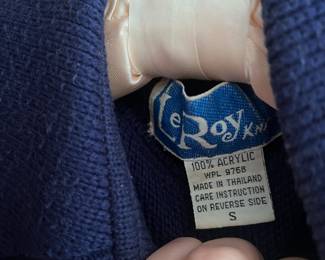 LeRoy
100% ACRYLIC
WPL 9768
MADE IN THAILAND
CARE INSTRUCTION
ON REVERSE SIDE
S